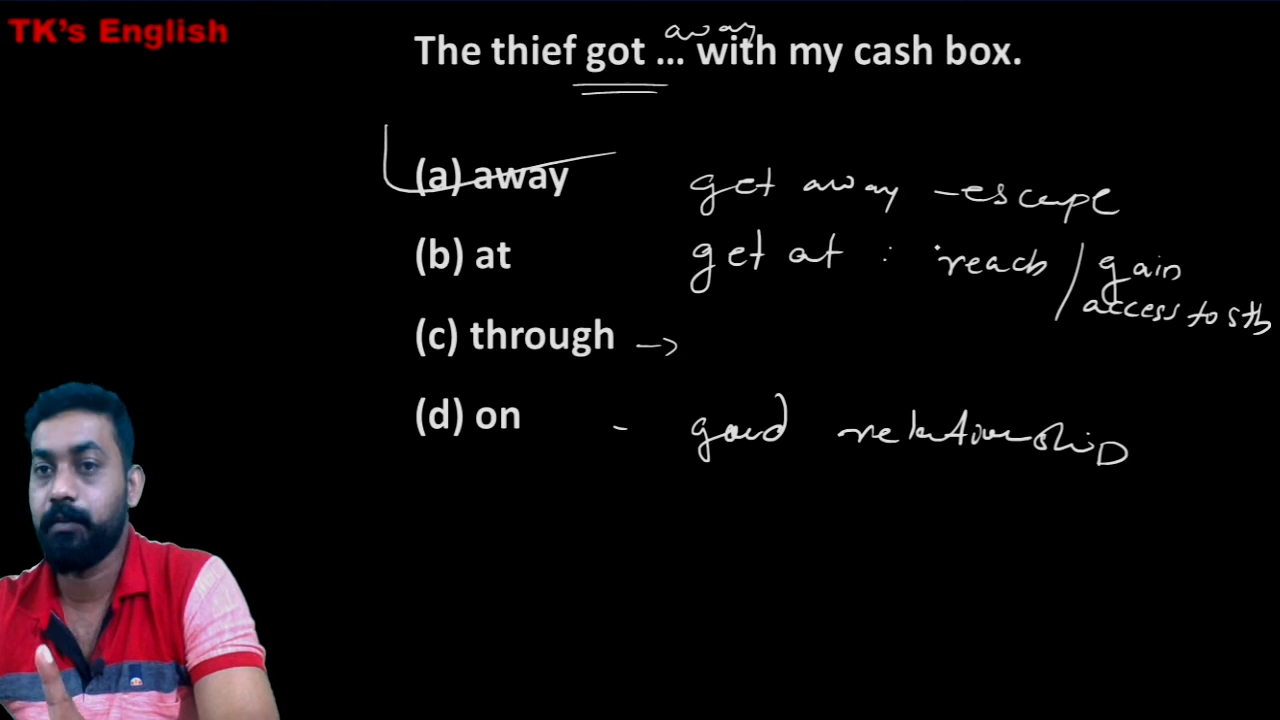 TK's English
away
The thief got ... with my cash box.
(a) away get away - escape
(b) at get at : reach / gain
access to sth
(c) through →
(d) on - good relationship